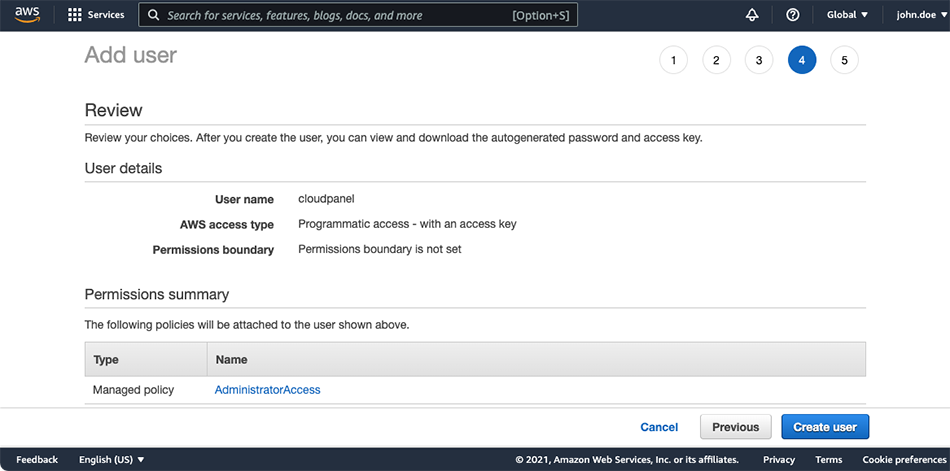 aws Services Search for services, features, blogs, docs, and more [Option+S] Global ▼ john.doe ▼
Add user
1 2 3 4 5
Review
Review your choices. After you create the user, you can view and download the autogenerated password and access key.
User details
User name cloudpanel
AWS access type Programmatic access - with an access key
Permissions boundary Permissions boundary is not set
Permissions summary
The following policies will be attached to the user shown above.
Type Name
Managed policy AdministratorAccess
Cancel Previous Create user
Feedback English (US) ▼ © 2021, Amazon Web Services, Inc. or its affiliates. Privacy Terms Cookie preferences